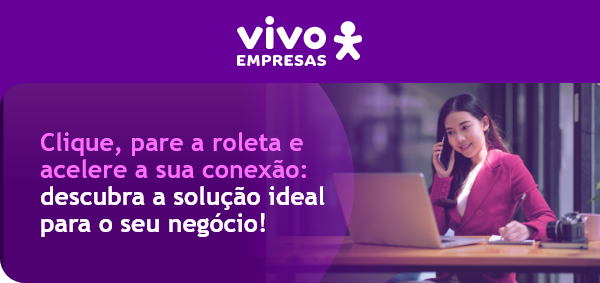 vivo
EMPRESAS
Clique, pare a roleta e
acelere a sua conexão:
descubra a solução ideal
para o seu negócio!